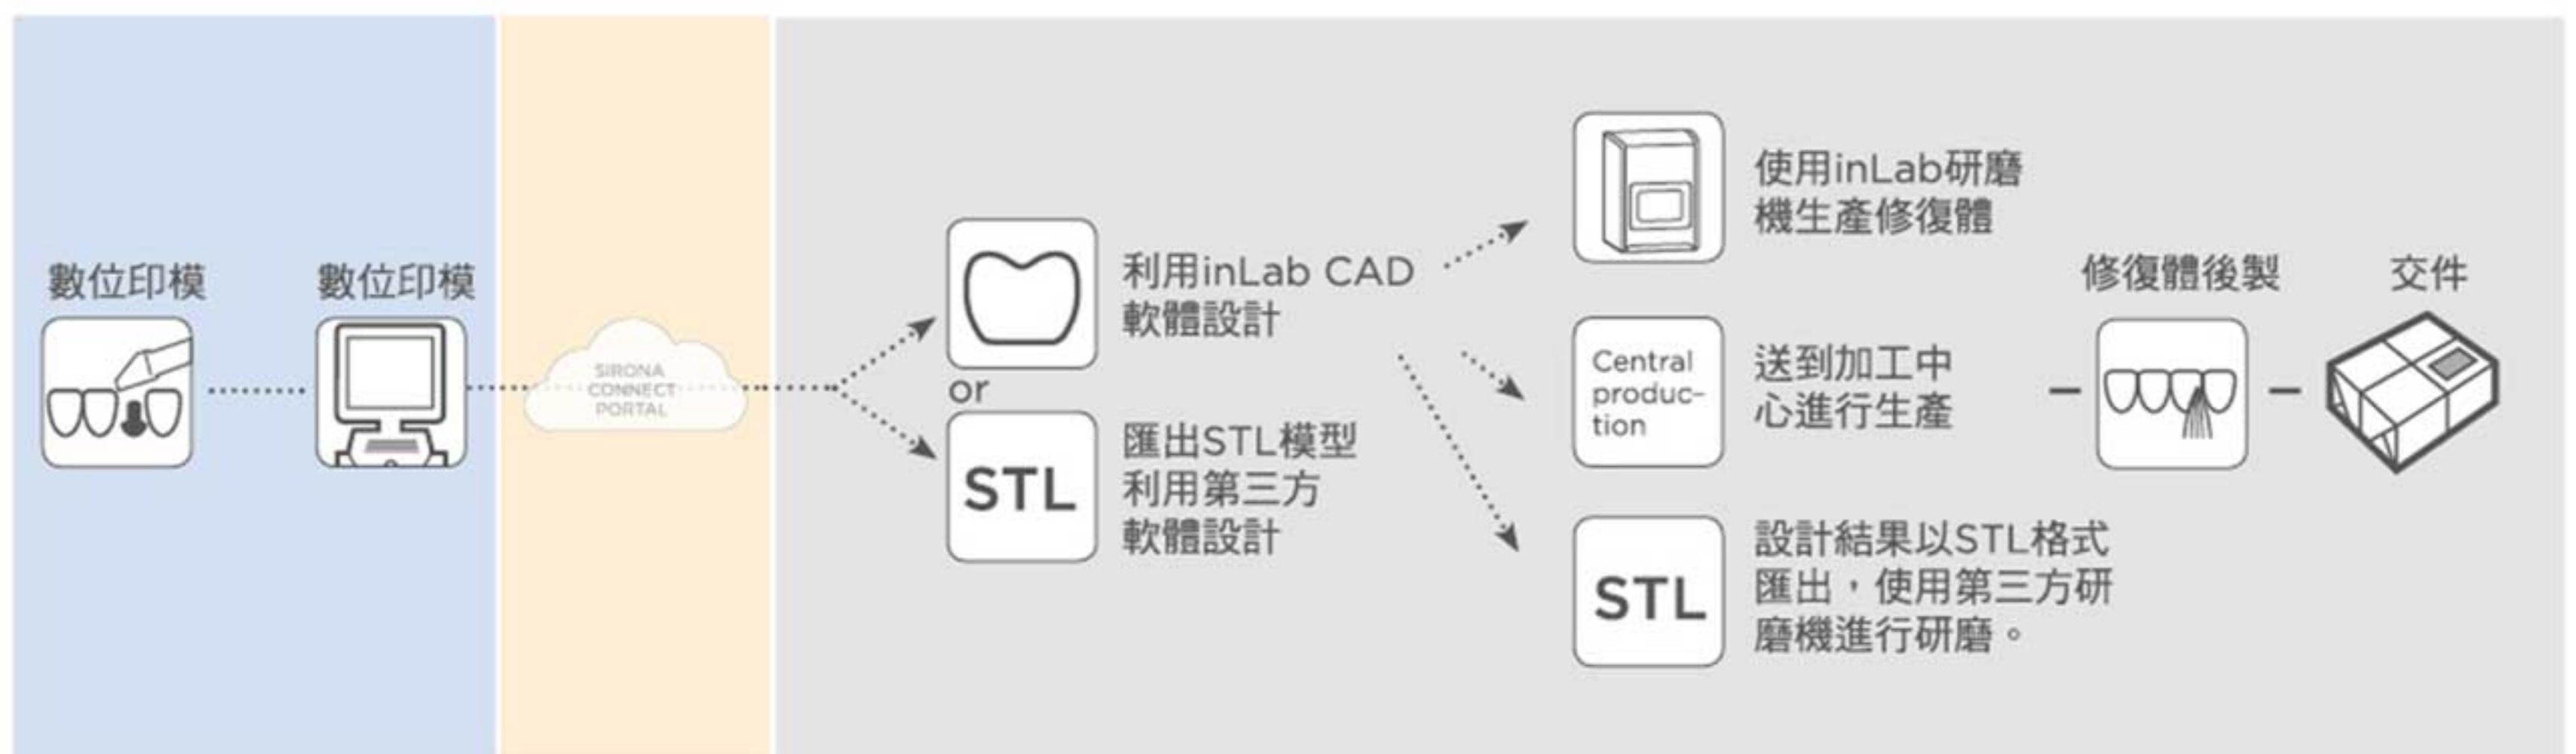 數位印模
數位印模
SIRONA
CONNECT
PORTAL
利用inLab CAD
軟體設計
or
STL
匯出STL模型
利用第三方
軟體設計
使用inLab研磨
機生產修復體
Central
produc-
tion
送到加工中
心進行生產
STL
設計結果以STL格式
匯出，使用第三方研
磨機進行研磨。
修復體後製
交件